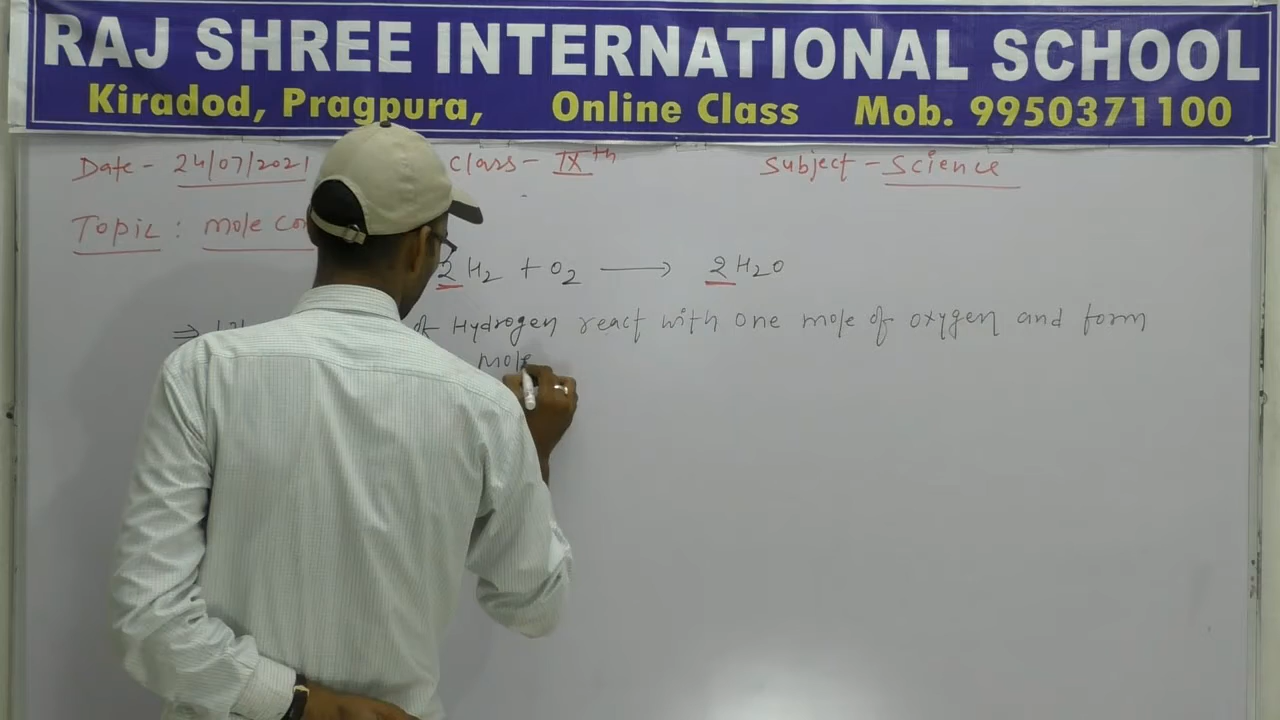 RAJ SHREE INTERNATIONAL SCHOOL
Kiradod, Pragpura, Online Class Mob. 9950371100
Date - 24/07/2021 Class - IXth Subject - Science
Topic : Mole
2H2 + O2 ⟶ 2H2O
⇒ of Hydrogen react with one mole of oxygen and form
mole